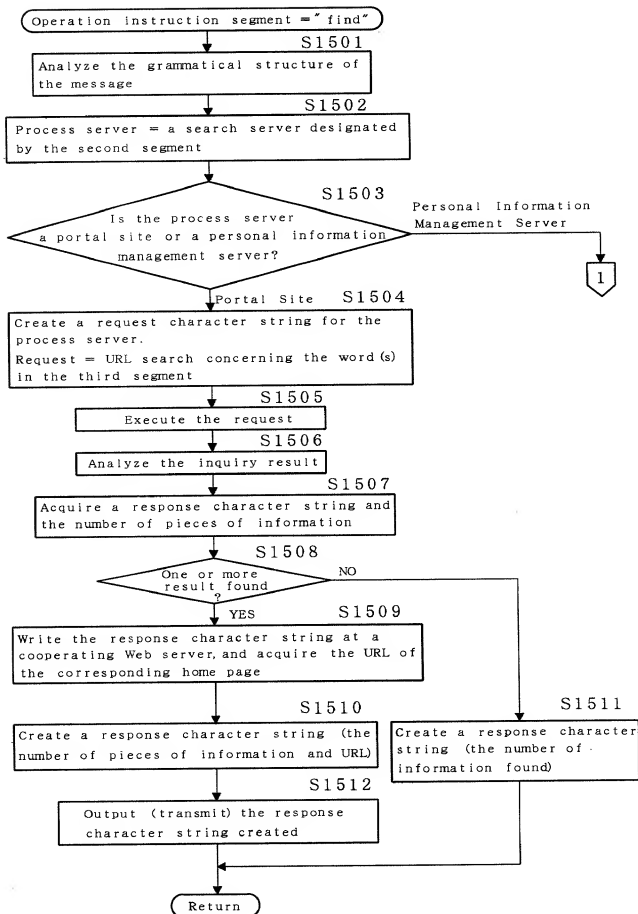 Operation instruction segment = "find"
S1501
Analyze the grammatical structure of
the message
S1502
Process server = a search server designated
by the second segment
S1503
Is the process server
a portal site or a personal information
management server?
Personal Information
Management Server
1
Portal Site
S1504
Create a request character string for the
process server.
Request = URL search concerning the word(s)
in the third segment
S1505
Execute the request
S1506
Analyze the inquiry result
S1507
Acquire a response character string and
the number of pieces of information
S1508
One or more
result found
?
NO
YES
S1509
Write the response character string at a
cooperating Web server, and acquire the URL of
the corresponding home page
S1510
Create a response character string (the
number of pieces of information and URL)
S1511
Create a response character
string (the number of
information found)
S1512
Output (transmit) the response
character string created
Return